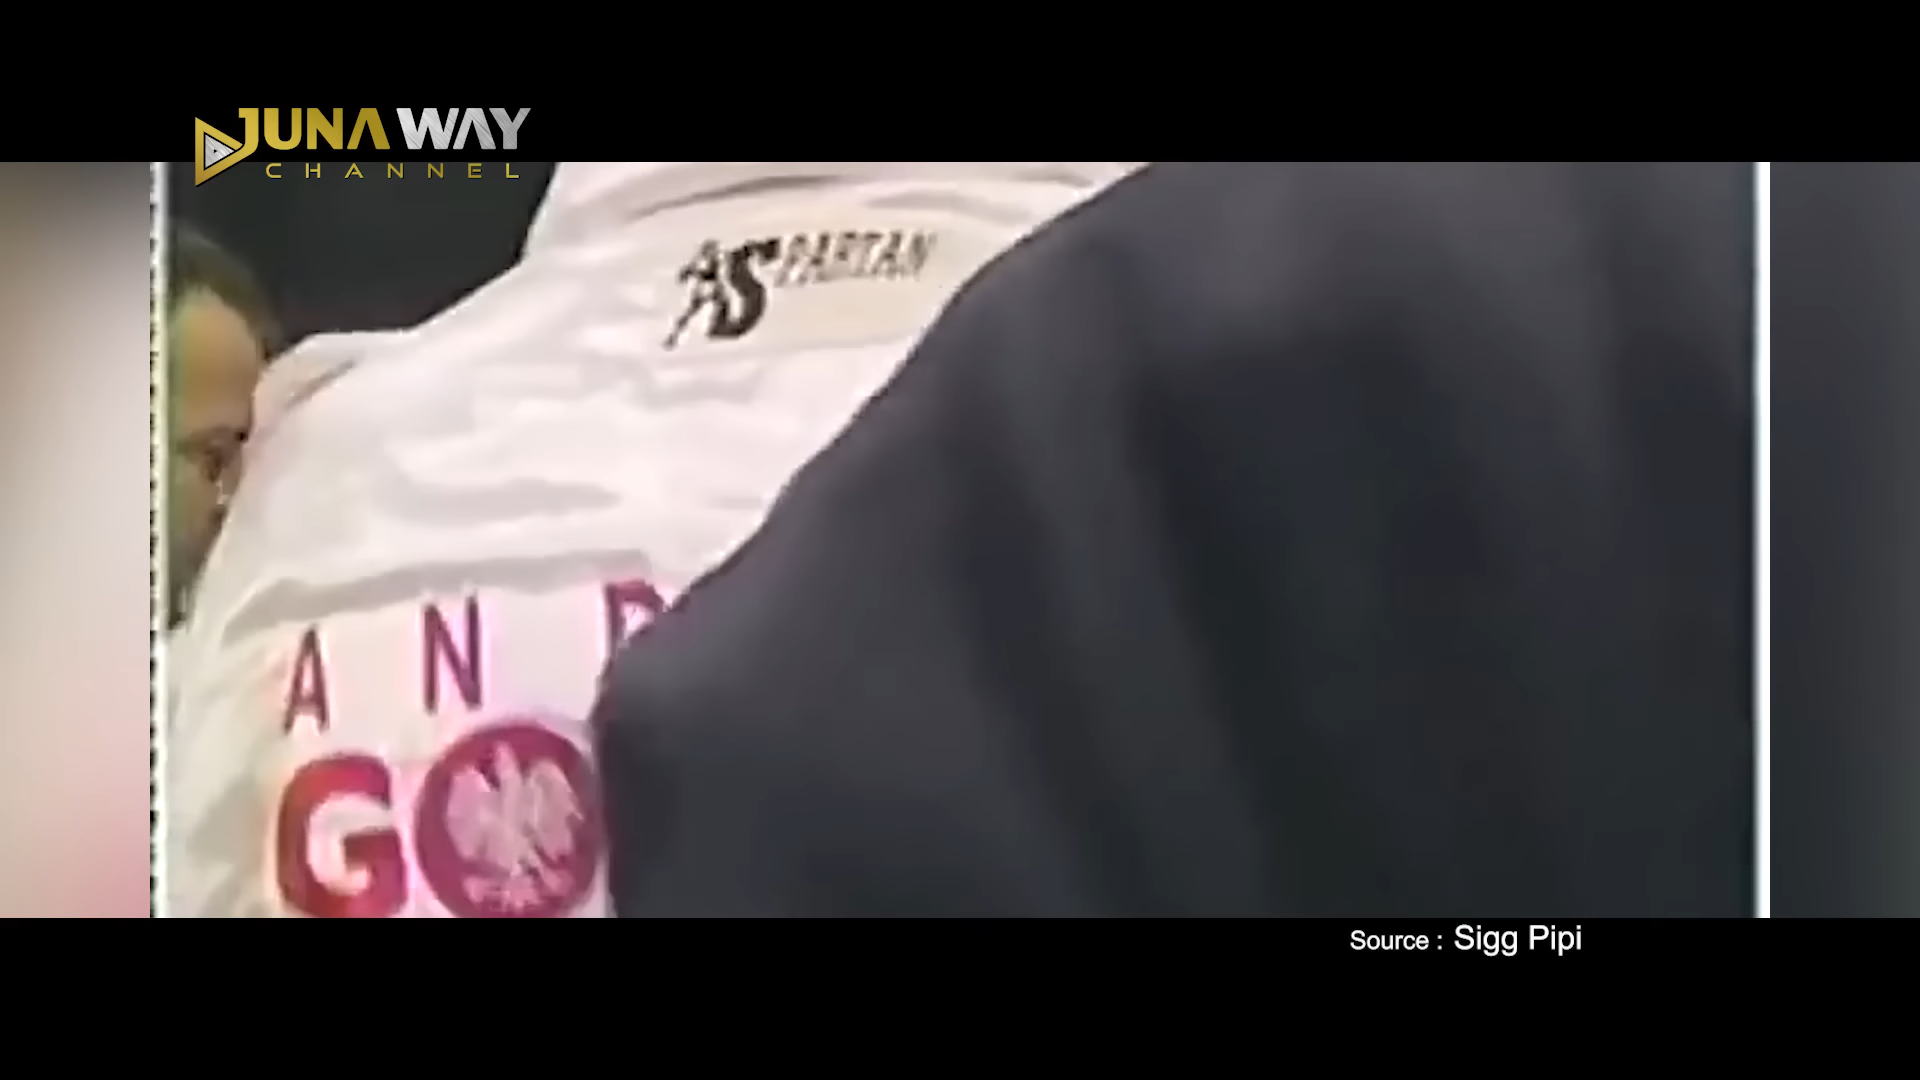 JUNA WAY
CHANNEL
SPARTAN
A N D
GO
Source : Sigg Pipi